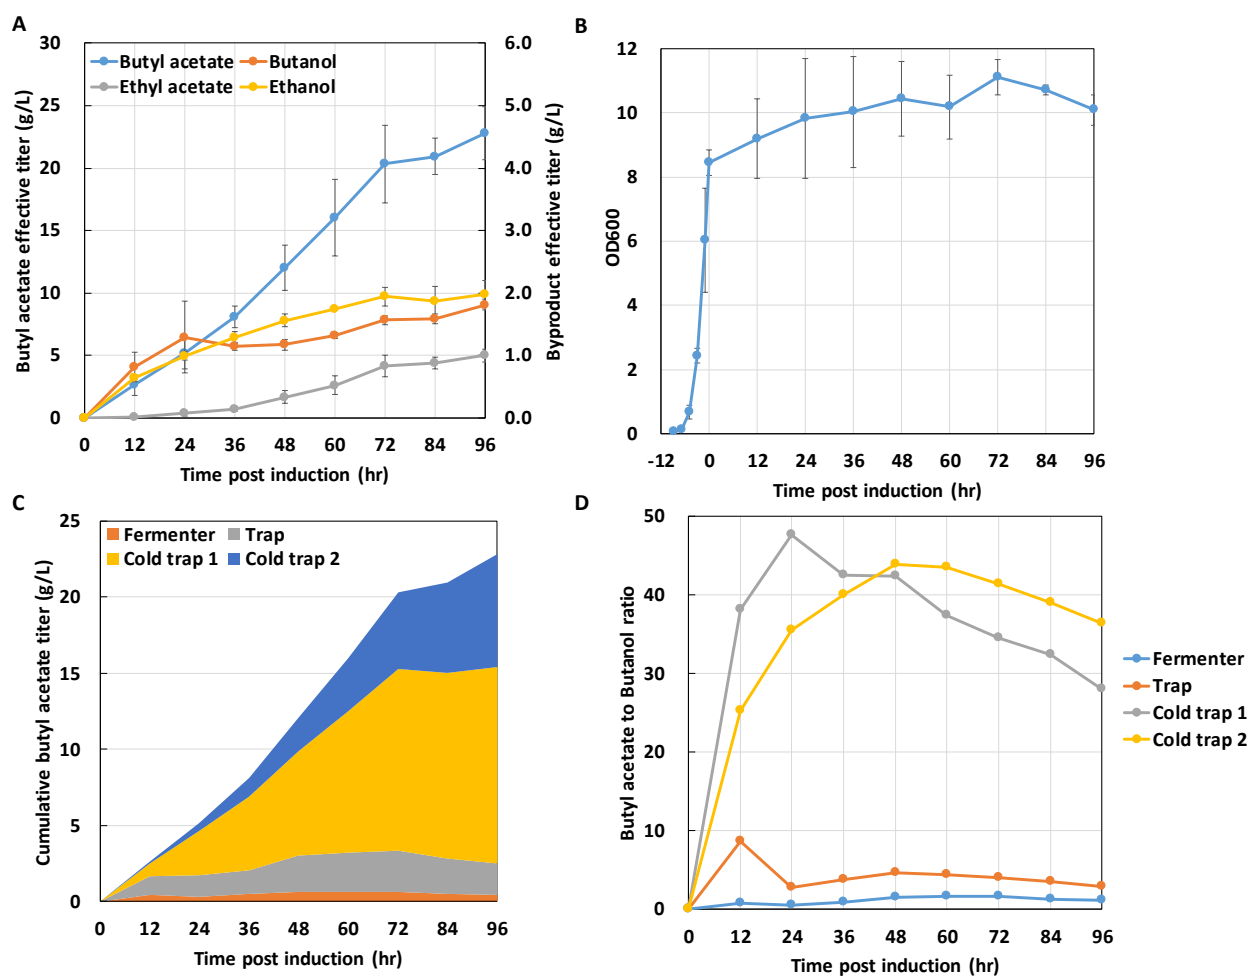 A
Butyl acetate effective titer (g/L)
30
25
20
15
10
5
0
Butyl acetate Butanol
Ethyl acetate Ethanol
6.0
5.0
4.0
3.0
2.0
1.0
0.0
Byproduct effective titer (g/L)
0 12 24 36 48 60 72 84 96
Time post induction (hr)
B
OD600
12
10
8
6
4
2
0
-12 0 12 24 36 48 60 72 84 96
Time post induction (hr)
C
Cumulative butyl acetate titer (g/L)
25
20
15
10
5
0
Fermenter Trap
Cold trap 1 Cold trap 2
0 12 24 36 48 60 72 84 96
Time post induction (hr)
D
Butyl acetate to Butanol ratio
50
40
30
20
10
0
0 12 24 36 48 60 72 84 96
Time post induction (hr)
Fermenter
Trap
Cold trap 1
Cold trap 2